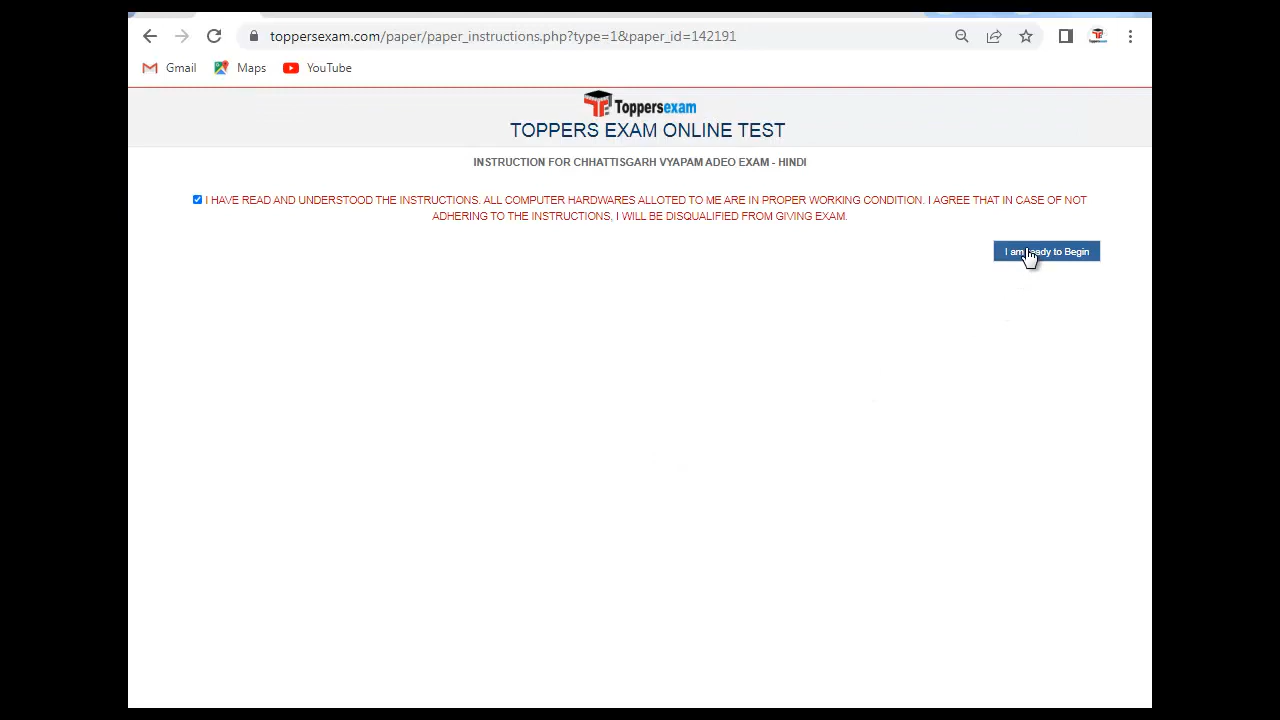 toppersexam.com/paper/paper_instructions.php?type=1&paper_id=142191
Gmail Maps YouTube
Toppersexam
TOPPERS EXAM ONLINE TEST
INSTRUCTION FOR CHHATTISGARH VYAPAM ADEO EXAM - HINDI
I HAVE READ AND UNDERSTOOD THE INSTRUCTIONS. ALL COMPUTER HARDWARES ALLOTED TO ME ARE IN PROPER WORKING CONDITION. I AGREE THAT IN CASE OF NOT
ADHERING TO THE INSTRUCTIONS, I WILL BE DISQUALIFIED FROM GIVING EXAM.
I am ready to Begin